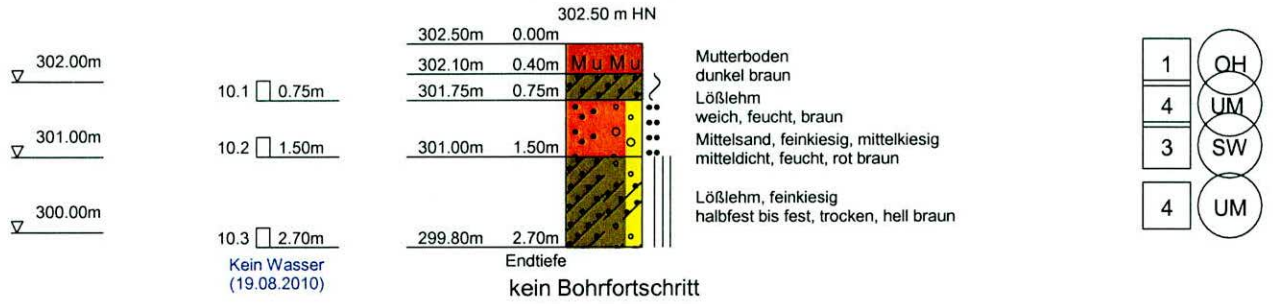 302.50 m HN
302.50m 0.00m
302.00m
302.10m 0.40m
Mu Mu
Mutterboden
dunkel braun
1 OH
10.1 0.75m
301.75m 0.75m
Lößlehm
weich, feucht, braun
4 UM
301.00m
10.2 1.50m
301.00m 1.50m
Mittelsand, feinkiesig, mittelkiesig
mitteldicht, feucht, rot braun
3 SW
Lößlehm, feinkiesig
halbfest bis fest, trocken, hell braun
4 UM
300.00m
10.3 2.70m
299.80m 2.70m
Kein Wasser
(19.08.2010)
Endtiefe
kein Bohrfortschritt